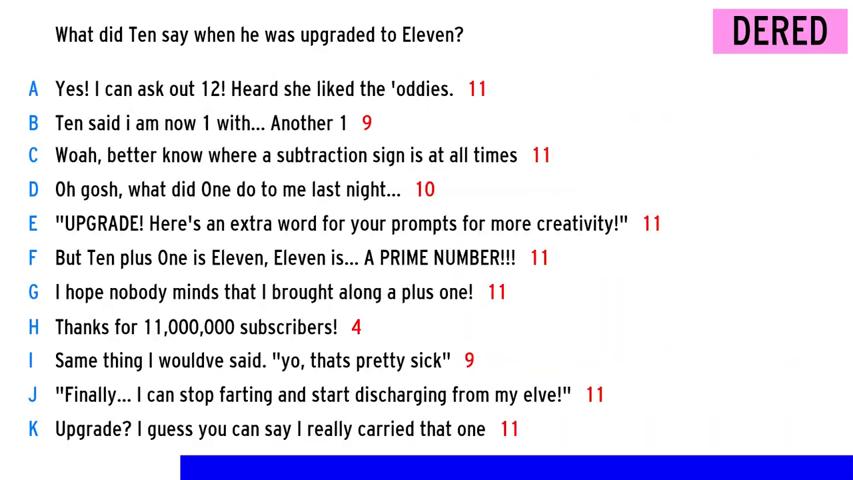 What did Ten say when he was upgraded to Eleven?
DERED
A Yes! I can ask out 12! Heard she liked the 'oddies. 11
B Ten said i am now 1 with... Another 1 9
C Woah, better know where a subtraction sign is at all times 11
D Oh gosh, what did One do to me last night... 10
E "UPGRADE! Here's an extra word for your prompts for more creativity!" 11
F But Ten plus One is Eleven, Eleven is... A PRIME NUMBER!!! 11
G I hope nobody minds that I brought along a plus one! 11
H Thanks for 11,000,000 subscribers! 4
I Same thing I wouldve said. "yo, thats pretty sick" 9
J "Finally... I can stop farting and start discharging from my elve!" 11
K Upgrade? I guess you can say I really carried that one 11